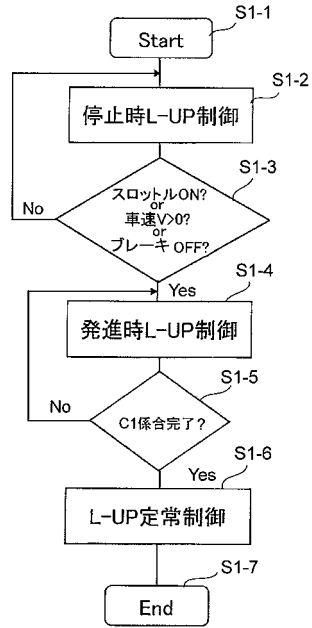 S1-1
Start
S1-2
停止時L-UP制御
S1-3
スロットルON?
or
車速V>0?
or
ブレーキ OFF?
No
Yes
S1-4
発進時L-UP制御
S1-5
C1係合完了?
No
Yes
S1-6
L-UP定常制御
S1-7
End